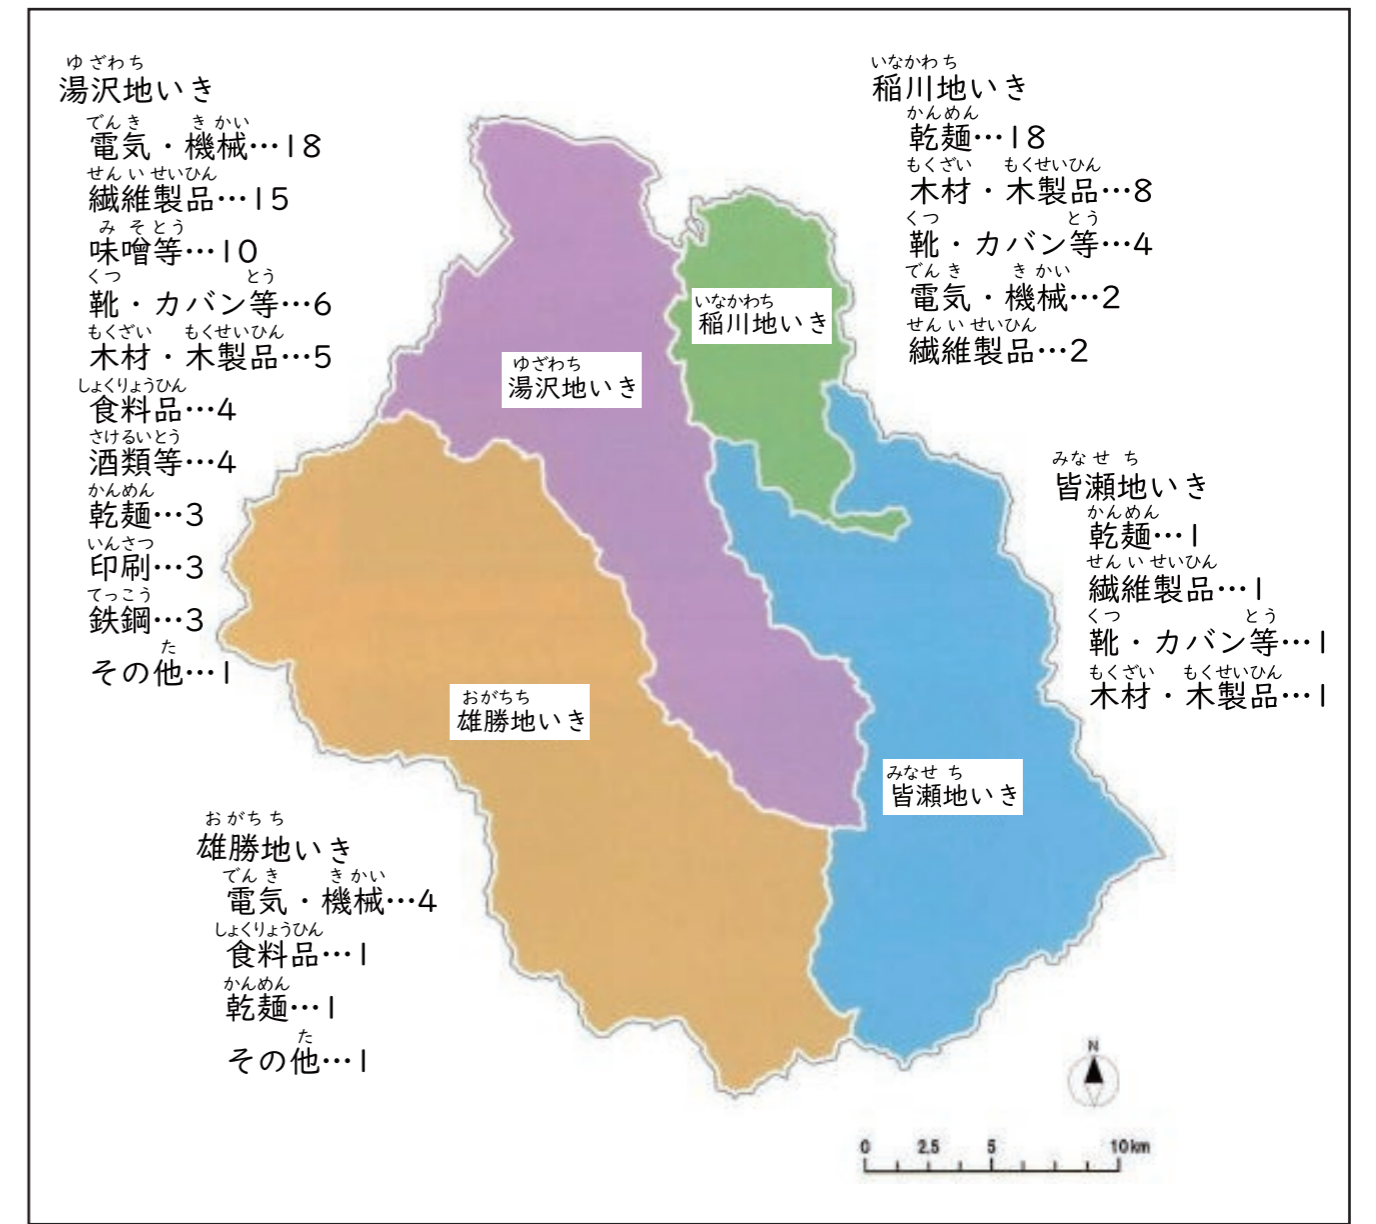 ゆざわち
湯沢地いき
でんき きかい
電気・機械…18
せんいせいひん
繊維製品…15
みそとう
味噌等…10
くつ とう
靴・カバン等…6
もくざい もくせいひん
木材・木製品…5
しょくりょうひん
食料品…4
さけるいとう
酒類等…4
かんめん
乾麺…3
いんさつ
印刷…3
てっこう
鉄鋼…3
た
その他…1
いなかわち
稲川地いき
かんめん
乾麺…18
もくざい もくせいひん
木材・木製品…8
くつ とう
靴・カバン等…4
でんき きかい
電気・機械…2
せんいせいひん
繊維製品…2
いなかわち
稲川地いき
ゆざわち
湯沢地いき
みなせち
皆瀬地いき
かんめん
乾麺…1
せんいせいひん
繊維製品…1
くつ とう
靴・カバン等…1
もくざい もくせいひん
木材・木製品…1
おがちち
雄勝地いき
みなせち
皆瀬地いき
おがちち
雄勝地いき
でんき きかい
電気・機械…4
しょくりょうひん
食料品…1
かんめん
乾麺…1
た
その他…1
N
0 2.5 5 10km